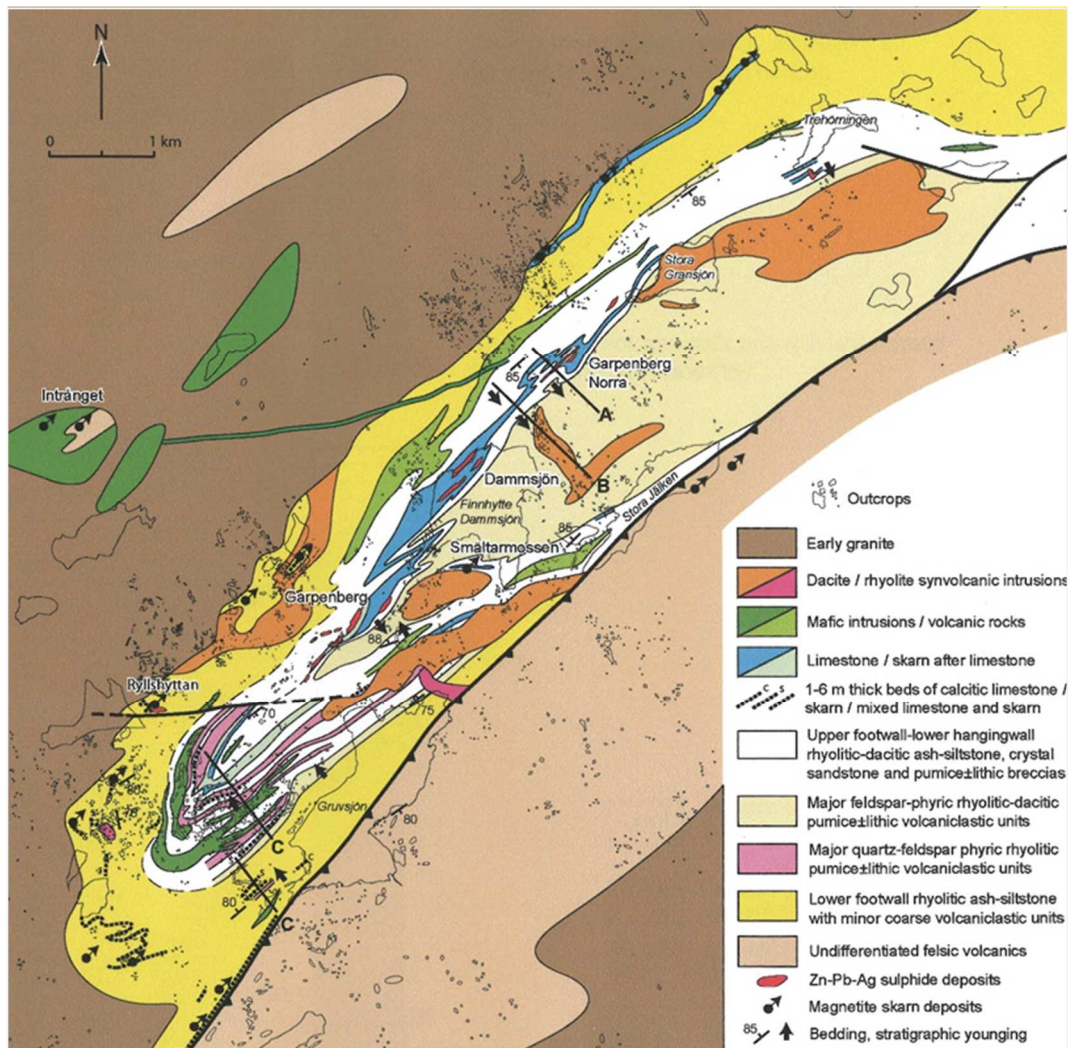 N
0 1 km
Trehörningen
85
Stora
Gransjön
85
Garpenberg
Norra
A
Intrånget
B
Dammsjön
Finnhytte
Dammsjön
Stora Jälken
85
Smältarmossen
Garpenberg
88
Ryllshyttan
70
75
Gruvsjön
80
C
80
C
Outcrops
Early granite
Dacite / rhyolite synvolcanic intrusions
Mafic intrusions / volcanic rocks
Limestone / skarn after limestone
C S
1-6 m thick beds of calcitic limestone /
skarn / mixed limestone and skarn
Upper footwall-lower hangingwall
rhyolitic-dacitic ash-siltstone, crystal
sandstone and pumice±lithic breccias
Major feldspar-phyric rhyolitic-dacitic
pumice±lithic volcaniclastic units
Major quartz-feldspar phyric rhyolitic
pumice±lithic volcaniclastic units
Lower footwall rhyolitic ash-siltstone
with minor coarse volcaniclastic units
Undifferentiated felsic volcanics
Zn-Pb-Ag sulphide deposits
Magnetite skarn deposits
85 Bedding, stratigraphic younging